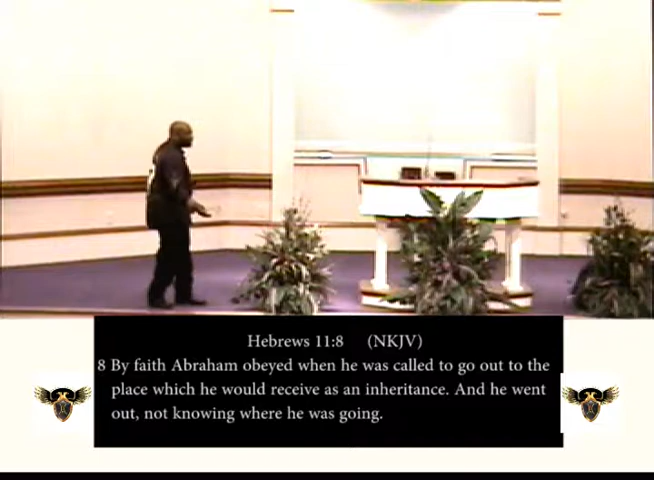 Hebrews 11:8 (NKJV)
8 By faith Abraham obeyed when he was called to go out to the
place which he would receive as an inheritance. And he went
out, not knowing where he was going.